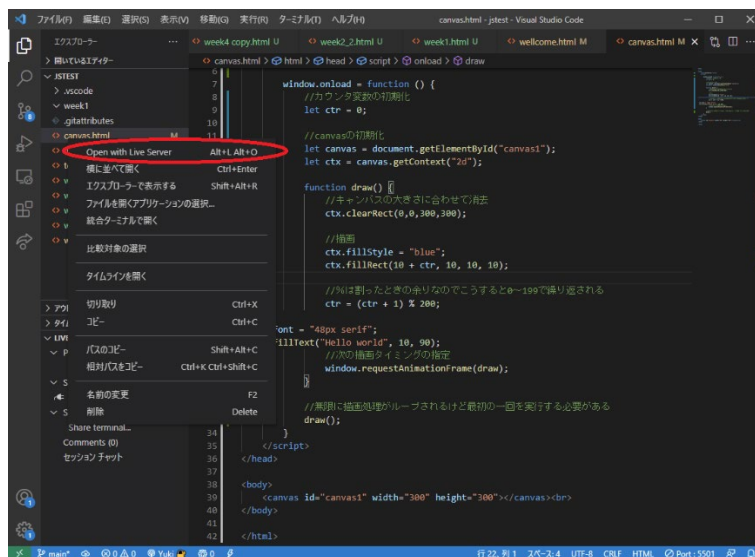 ファイル(F) 編集(E) 選択(S) 表示(V) 移動(G) 実行(R) ターミナル(T) ヘルプ(H) canvas.html - jstest - Visual Studio Code
エクスプローラー ...
week4 copy.html U week2_2.html U week1.html U wellcome.html M canvas.html M
開いているエディター
canvas.html > html > head > script > onload > draw
JSTEST
.vscode
week1
.gitattributes
canvas.html M
Open with Live Server Alt+L Alt+O
横に並べて開く Ctrl+Enter
エクスプローラーで表示する Shift+Alt+R
ファイルを開くアプリケーションの選択...
統合ターミナルで開く
比較対象の選択
タイムラインを開く
切り取り Ctrl+X
コピー Ctrl+C
パスのコピー Shift+Alt+C
相対パスをコピー Ctrl+K Ctrl+Shift+C
名前の変更 F2
削除 Delete
Share terminal...
Comments (0)
セッション チャット
6
7 window.onload = function () {
8 //カウンタ変数の初期化
9 let ctr = 0;
10
11 //canvasの初期化
let canvas = document.getElementById("canvas1");
let ctx = canvas.getContext("2d");
function draw() {
//キャンバスの大きさに合わせて消去
ctx.clearRect(0,0,300,300);
//描画
ctx.fillStyle = "blue";
ctx.fillRect(10 + ctr, 10, 10, 10);
//%は割ったときの余りなのでこうすると0～199で繰り返される
ctr = (ctr + 1) % 200;
font = "48px serif";
illText("Hello world", 10, 90);
//次の描画タイミングの指定
window.requestAnimationFrame(draw);
}
//無限に描画処理がループされるけど最初の一回を実行する必要がある
draw();
34 }
35 </script>
36 </head>
37
38 <body>
39 <canvas id="canvas1" width="300" height="300"></canvas><br>
40 </body>
41
42 </html>
main* 0 0 Yuki 0 行 22、列 1 スペース: 4 UTF-8 CRLF HTML Port : 5501